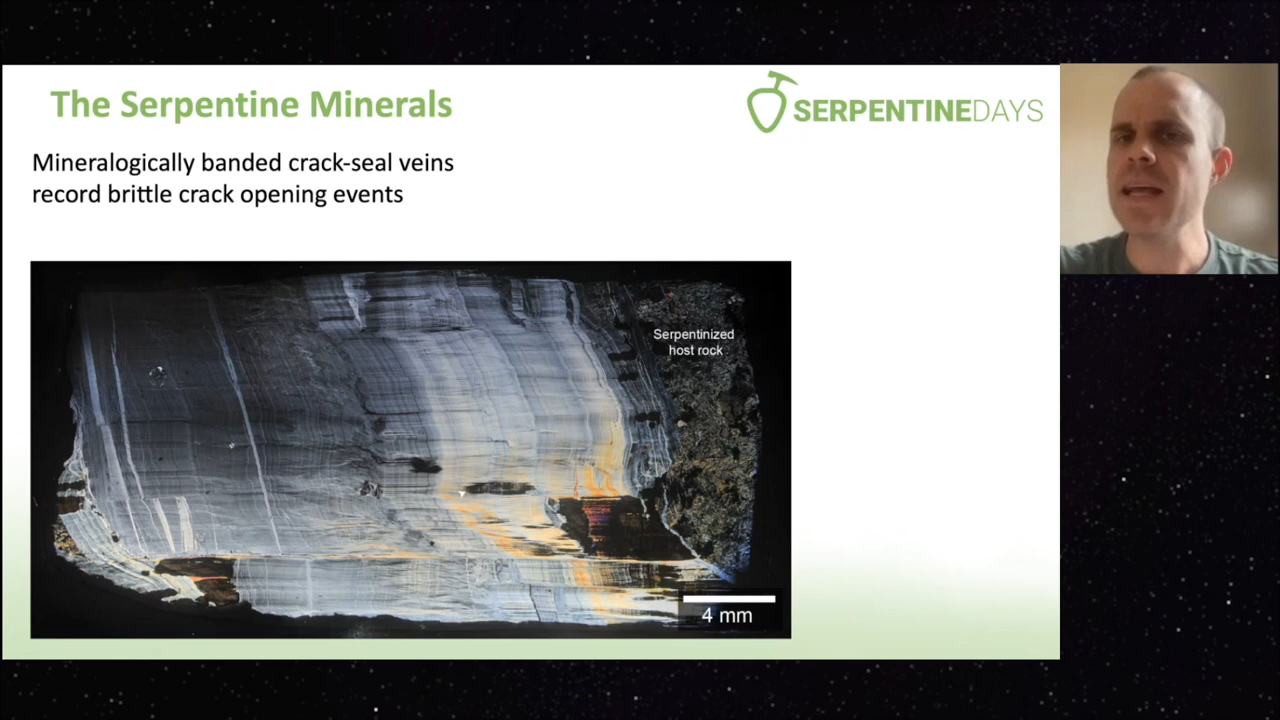 The Serpentine Minerals
SERPENTINEDAYS
Mineralogically banded crack-seal veins
record brittle crack opening events
Serpentinized
host rock
4 mm